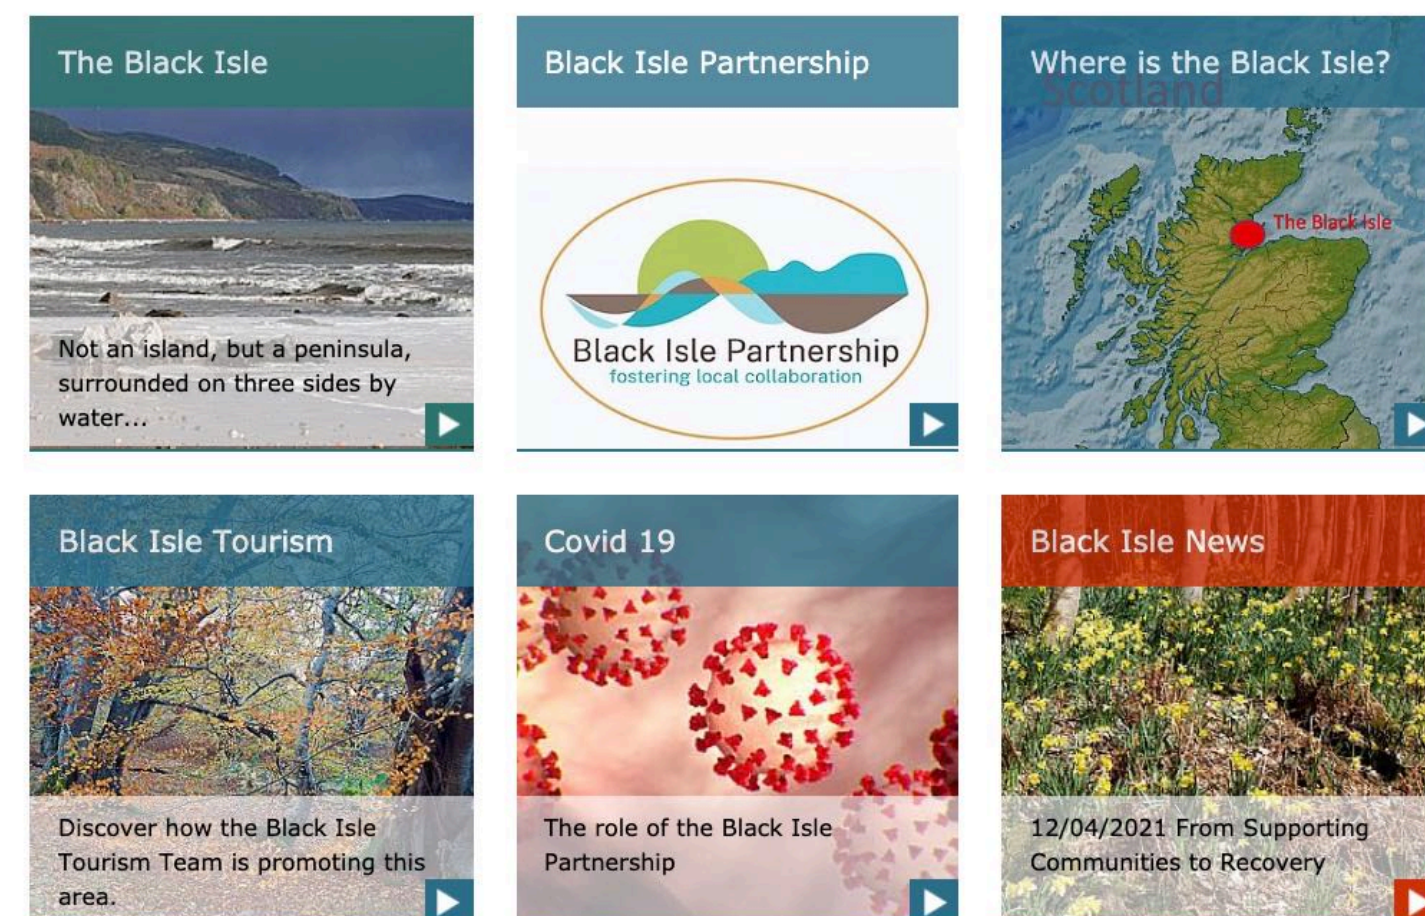 The Black Isle
Not an island, but a peninsula,
surrounded on three sides by
water...
Black Isle Partnership
Black Isle Partnership
fostering local collaboration
Where is the Black Isle?
Scotland
The Black Isle
Black Isle Tourism
Discover how the Black Isle
Tourism Team is promoting this
area.
Covid 19
The role of the Black Isle
Partnership
Black Isle News
12/04/2021 From Supporting
Communities to Recovery